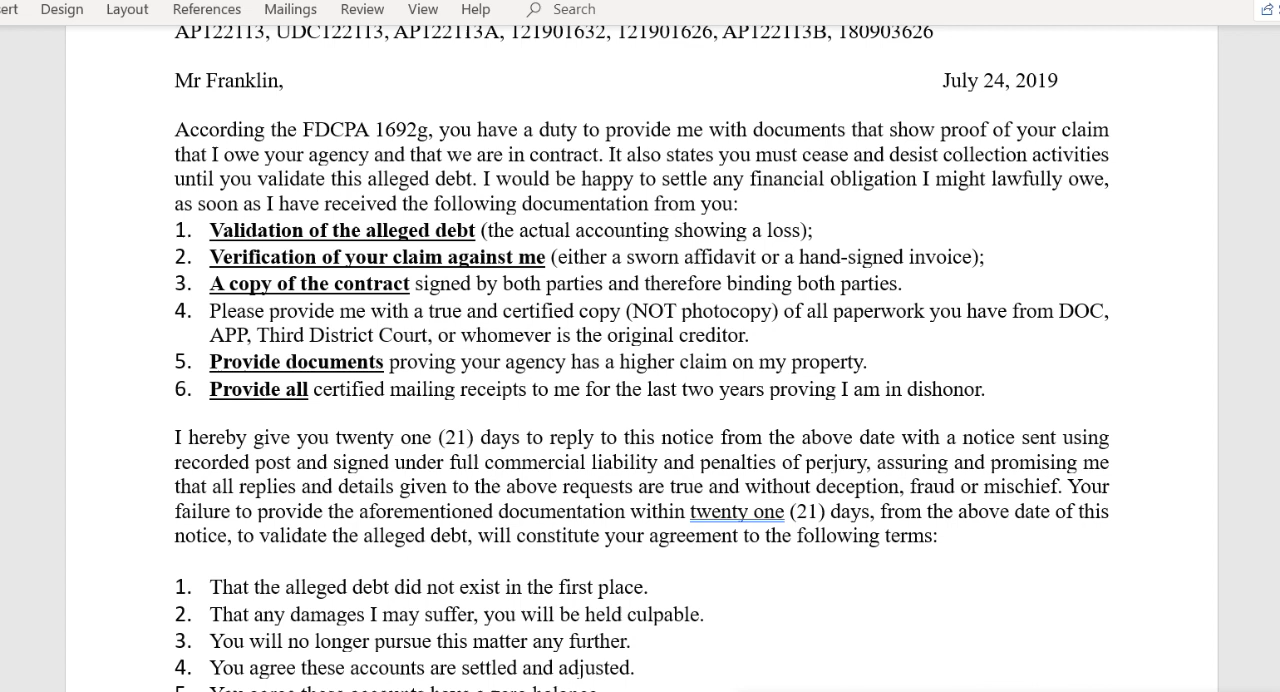 ert Design Layout References Mailings Review View Help Search
AP122113, UDC122113, AP122113A, 121901632, 121901626, AP122113B, 180903626
Mr Franklin, July 24, 2019
According the FDCPA 1692g, you have a duty to provide me with documents that show proof of your claim
that I owe your agency and that we are in contract. It also states you must cease and desist collection activities
until you validate this alleged debt. I would be happy to settle any financial obligation I might lawfully owe,
as soon as I have received the following documentation from you:
1. Validation of the alleged debt (the actual accounting showing a loss);
2. Verification of your claim against me (either a sworn affidavit or a hand-signed invoice);
3. A copy of the contract signed by both parties and therefore binding both parties.
4. Please provide me with a true and certified copy (NOT photocopy) of all paperwork you have from DOC,
APP, Third District Court, or whomever is the original creditor.
5. Provide documents proving your agency has a higher claim on my property.
6. Provide all certified mailing receipts to me for the last two years proving I am in dishonor.
I hereby give you twenty one (21) days to reply to this notice from the above date with a notice sent using
recorded post and signed under full commercial liability and penalties of perjury, assuring and promising me
that all replies and details given to the above requests are true and without deception, fraud or mischief. Your
failure to provide the aforementioned documentation within twenty one (21) days, from the above date of this
notice, to validate the alleged debt, will constitute your agreement to the following terms:
1. That the alleged debt did not exist in the first place.
2. That any damages I may suffer, you will be held culpable.
3. You will no longer pursue this matter any further.
4. You agree these accounts are settled and adjusted.
5. You agree these accounts have a zero balance.